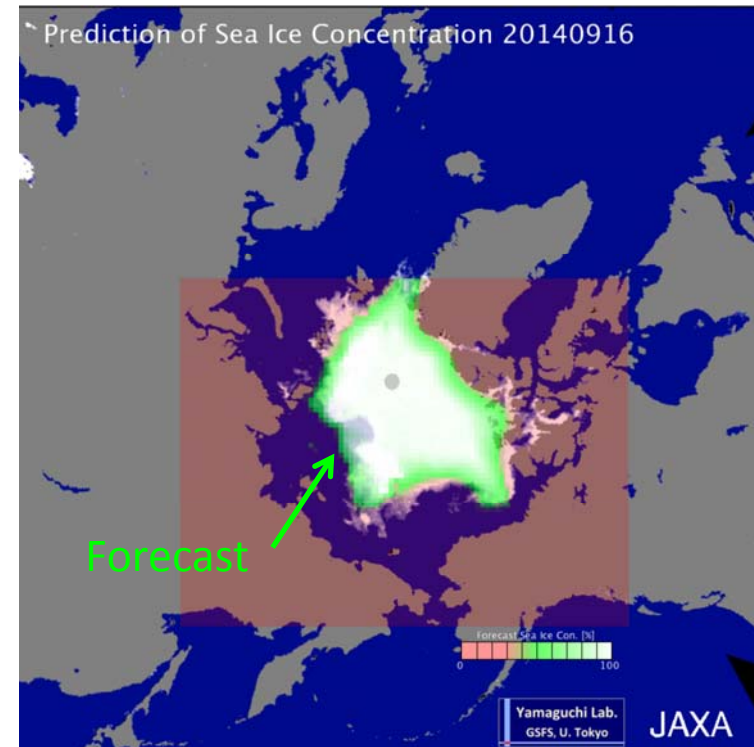 Prediction of Sea Ice Concentration 20140916
Forecast
Forecast Sea Ice Con. [%]
0 100
Yamaguchi Lab.
GSFS, U. Tokyo
JAXA